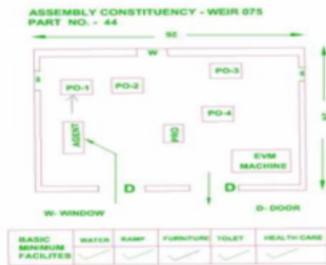 ASSEMBLY CONSTITUENCY - WEIR 075
PART NO. - 44
W
PO-1
PO-2
PO-3
PO-4
AGENT
PRO
EVM
MACHINE
D
D
W- WINDOW
D- DOOR
BASIC MINIMUM FACILITES
WATER
RAMP
FURNITURE
TOLET
HEALTH CARE